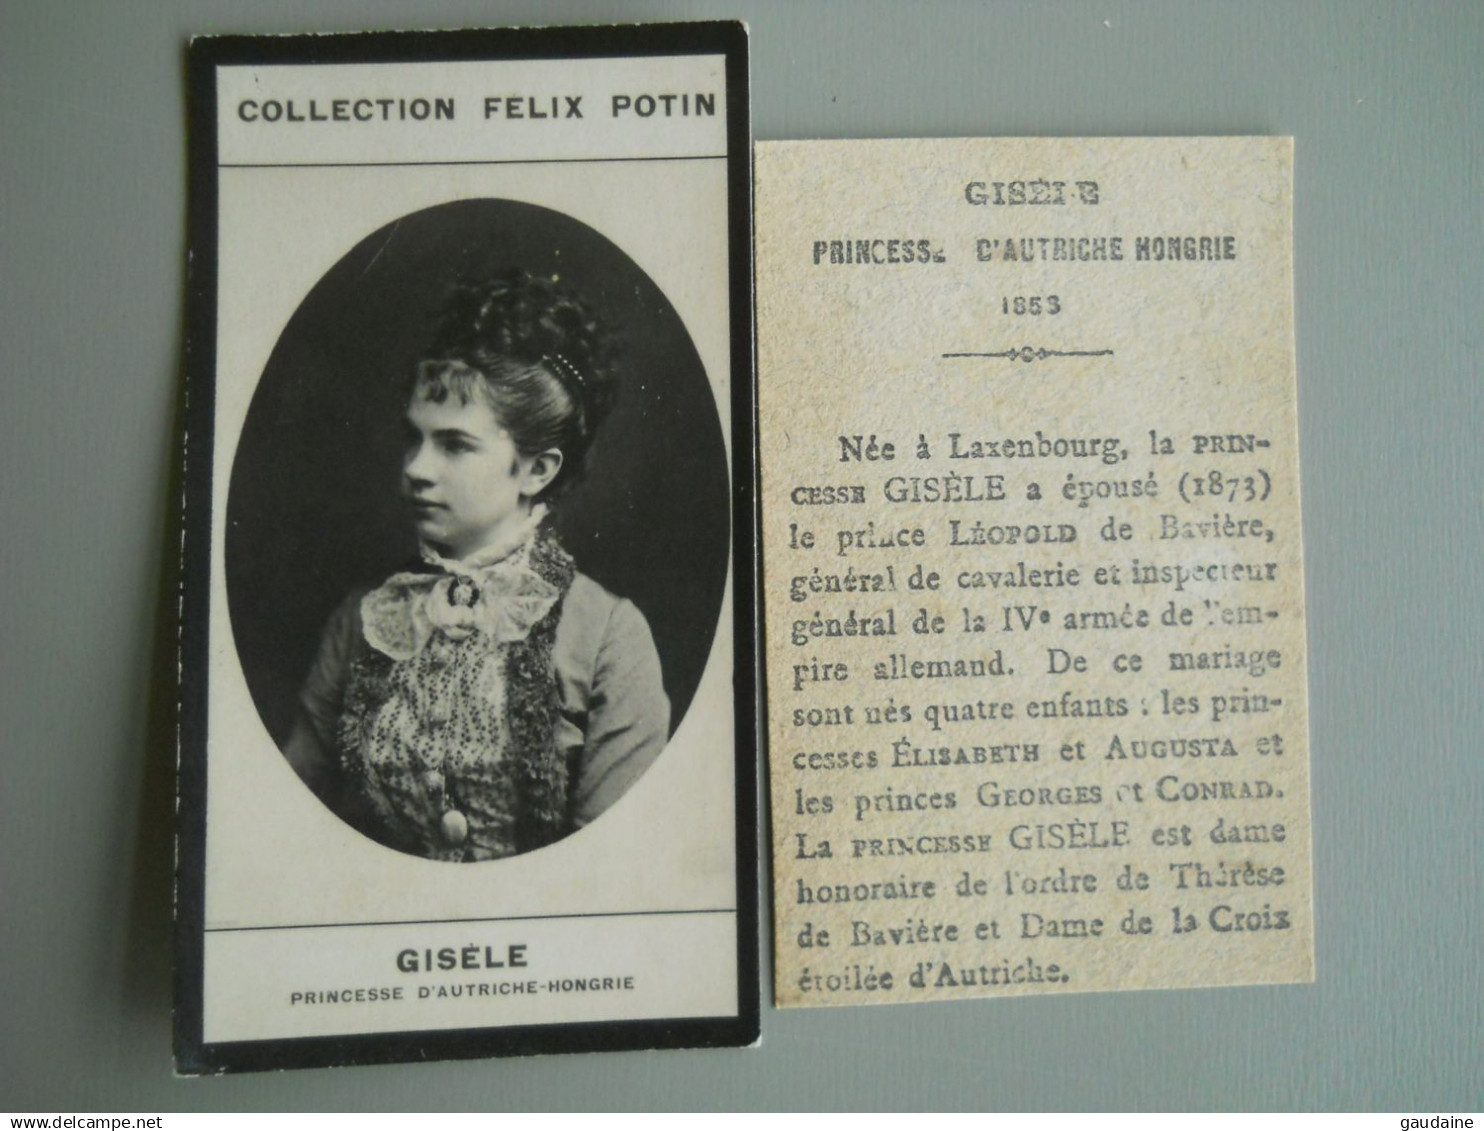 COLLECTION FELIX POTIN
GISÈLE
PRINCESSE D'AUTRICHE-HONGRIE
GISÈLE
PRINCESSE D'AUTRICHE HONGRIE
1853
Née à Laxenbourg, la PRIN-
CESSE GISÈLE a épousé (1873)
le prince LÉOPOLD de Bavière,
général de cavalerie et inspecteur
général de la IVe armée de l'em-
pire allemand. De ce mariage
sont nés quatre enfants : les prin-
cesses ÉLISABETH et AUGUSTA et
les princes GEORGES et CONRAD.
La PRINCESSE GISÈLE est dame
honoraire de l'ordre de Thérèse
de Bavière et Dame de la Croix
étoilée d'Autriche.
gaudaine